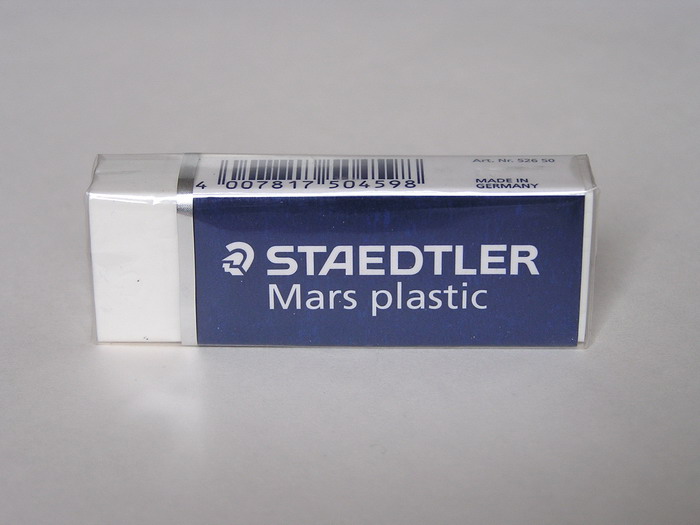 Art. Nr. 526 50
4 007817 504598
MADE IN
GERMANY
STAEDTLER
Mars plastic